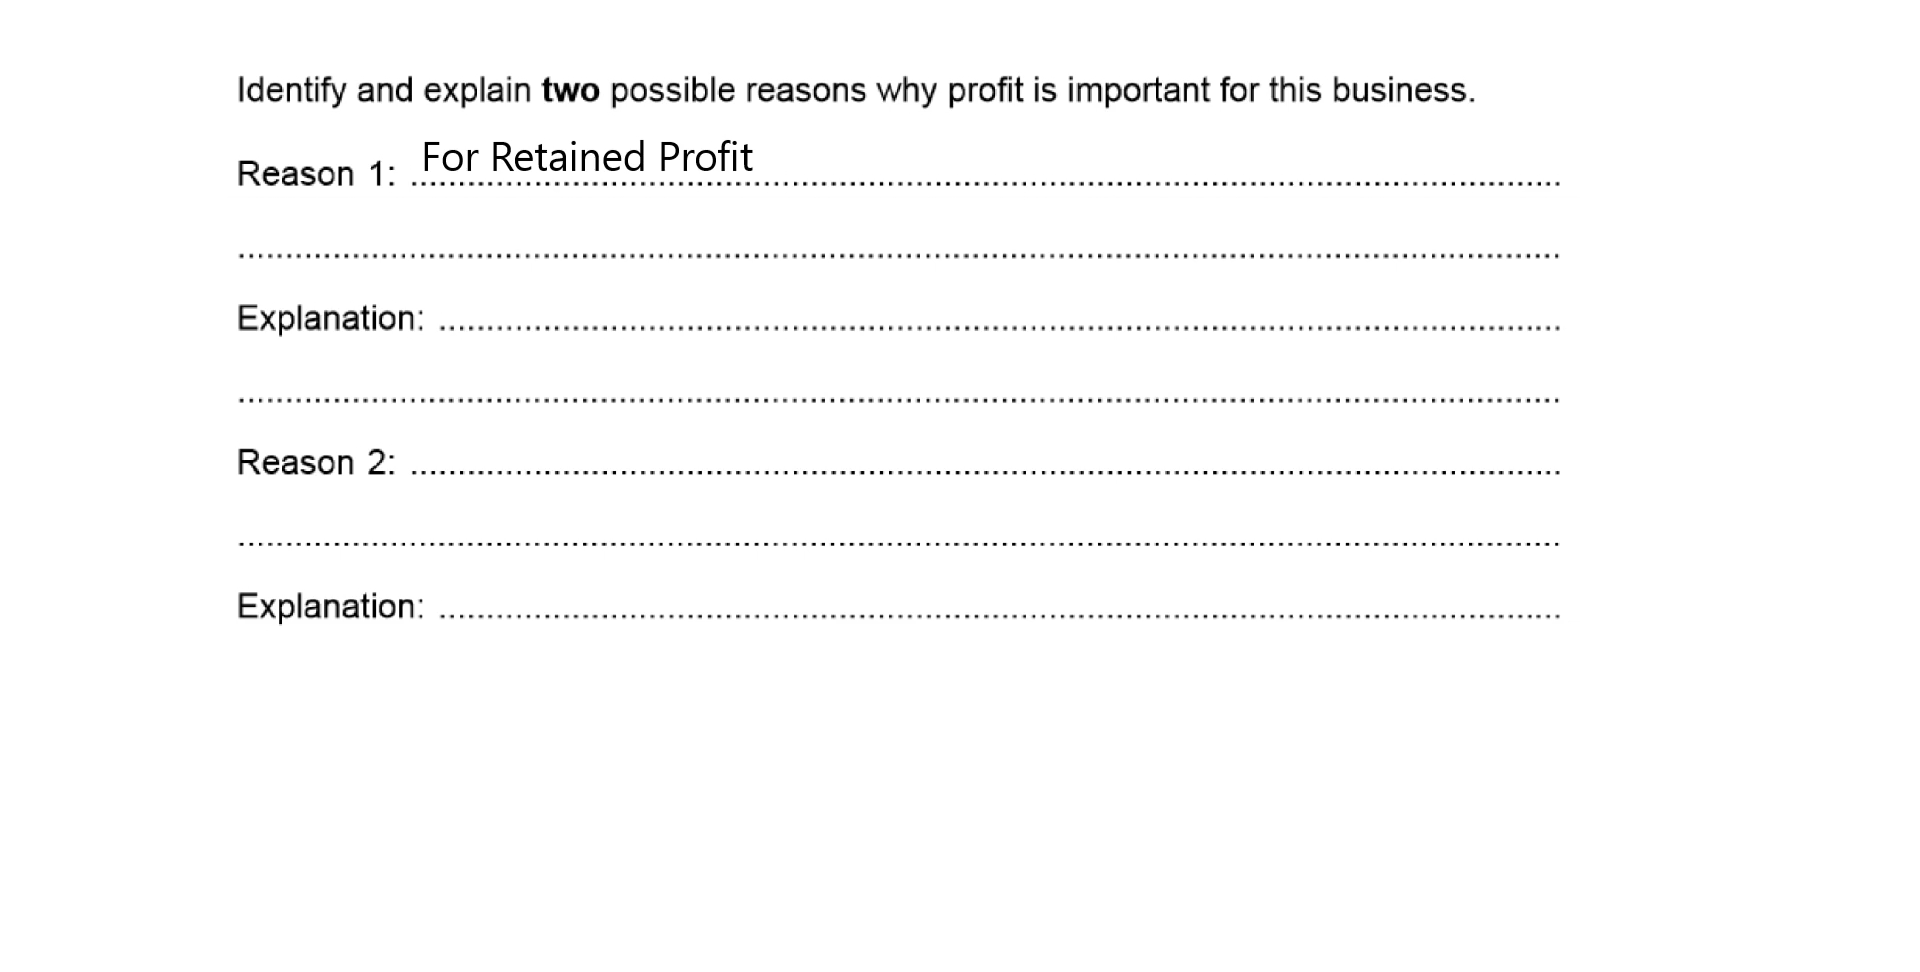 Identify and explain two possible reasons why profit is important for this business.
Reason 1: For Retained Profit
Explanation:
Reason 2:
Explanation: